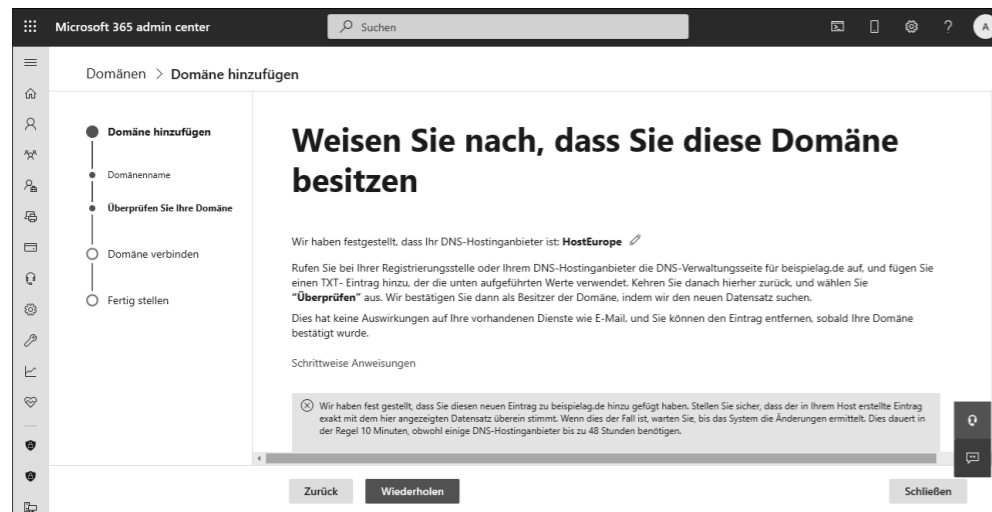 Microsoft 365 admin center
Suchen
?
A
Domänen > Domäne hinzufügen
Domäne hinzufügen
Domänenname
Überprüfen Sie Ihre Domäne
Domäne verbinden
Fertig stellen
Weisen Sie nach, dass Sie diese Domäne
besitzen
Wir haben festgestellt, dass Ihr DNS-Hostinganbieter ist: HostEurope
Rufen Sie bei Ihrer Registrierungsstelle oder Ihrem DNS-Hostinganbieter die DNS-Verwaltungsseite für beispielag.de auf, und fügen Sie
einen TXT- Eintrag hinzu, der die unten aufgeführten Werte verwendet. Kehren Sie danach hierher zurück, und wählen Sie
“Überprüfen” aus. Wir bestätigen Sie dann als Besitzer der Domäne, indem wir den neuen Datensatz suchen.
Dies hat keine Auswirkungen auf Ihre vorhandenen Dienste wie E-Mail, und Sie können den Eintrag entfernen, sobald Ihre Domäne
bestätigt wurde.
Schrittweise Anweisungen
Wir haben fest gestellt, dass Sie diesen neuen Eintrag zu beispielag.de hinzu gefügt haben. Stellen Sie sicher, dass der in Ihrem Host erstellte Eintrag
exakt mit dem hier angezeigten Datensatz überein stimmt. Wenn dies der Fall ist, warten Sie, bis das System die Änderungen ermittelt. Dies dauert in
der Regel 10 Minuten, obwohl einige DNS-Hostinganbieter bis zu 48 Stunden benötigen.
Zurück
Wiederholen
Schließen